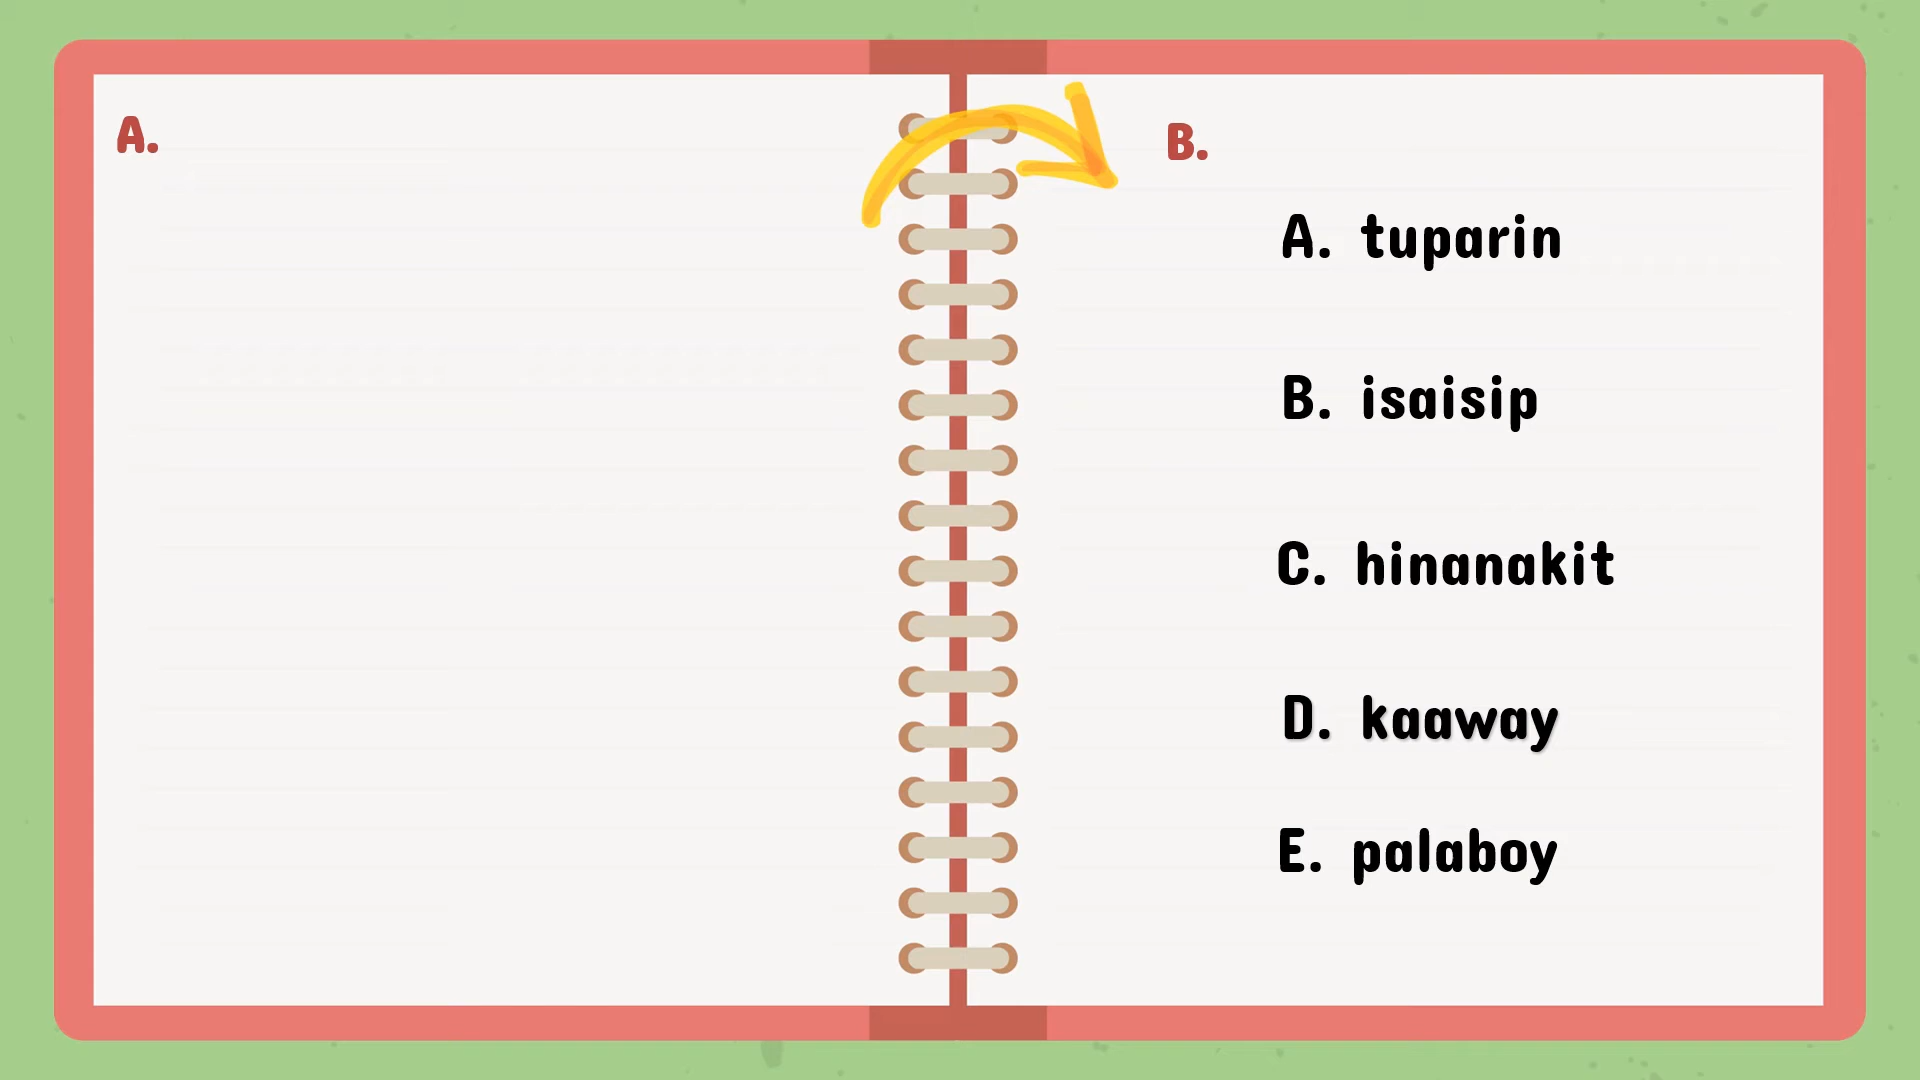 A.
B.
A. tuparin
B. isaisip
C. hinanakit
D. kaaway
E. palaboy